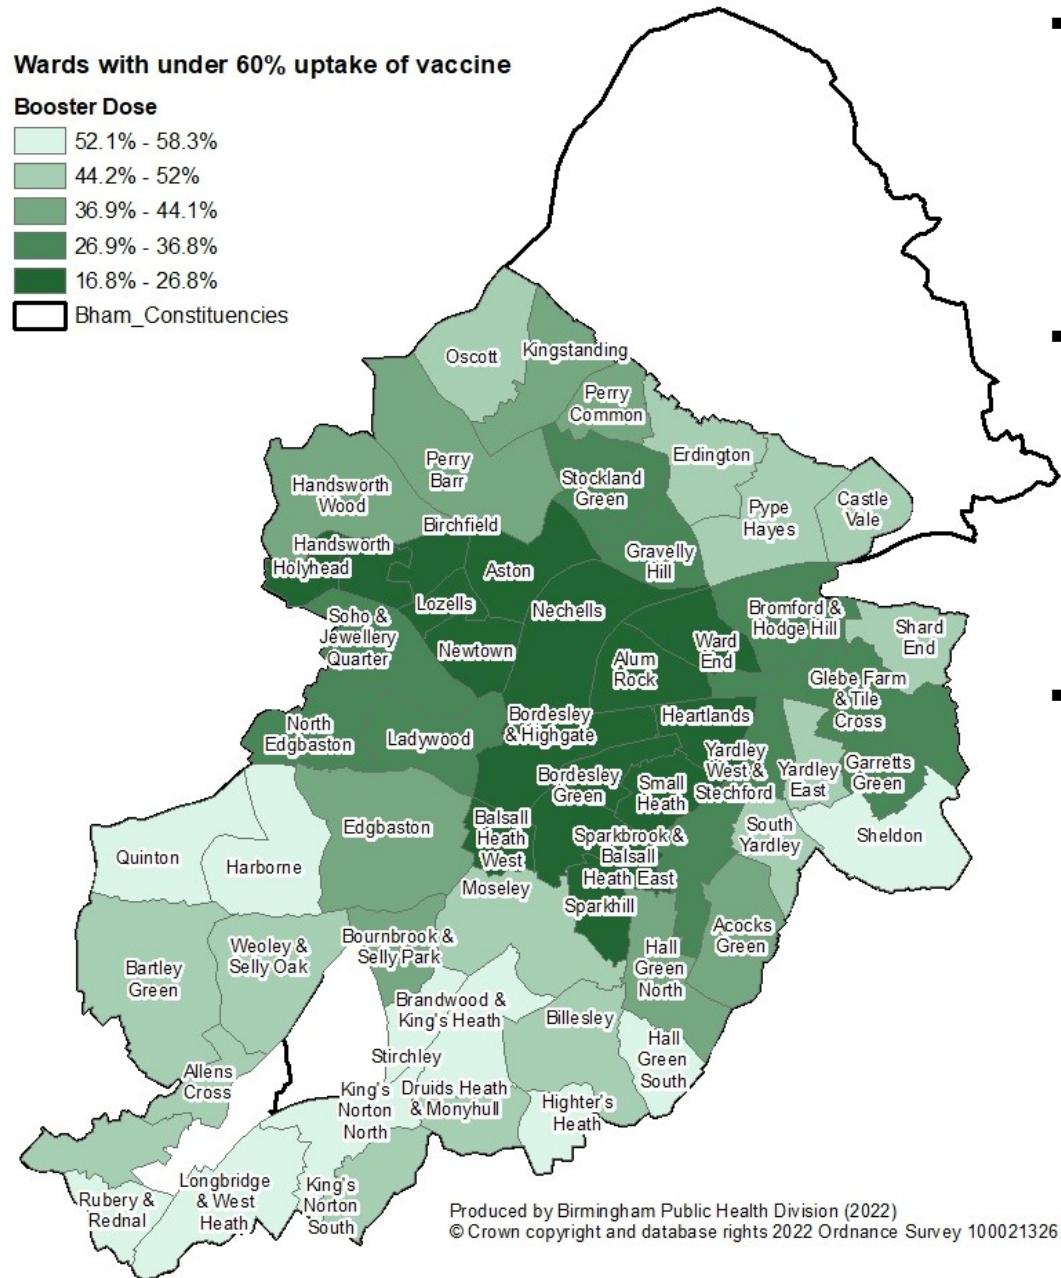 Wards with under 60% uptake of vaccine
Booster Dose
52.1% - 58.3%
44.2% - 52%
36.9% - 44.1%
26.9% - 36.8%
16.8% - 26.8%
Bham_Constituencies
Oscott
Kingstanding
Perry
Common
Erdington
Perry
Barr
Stockland
Green
Handsworth
Wood
Pype
Hayes
Castle
Vale
Birchfield
Handsworth
Holyhead
Aston
Gravelly
Hill
Lozells
Nechells
Bromford &
Hodge Hill
Soho &
Jewellery
Quarter
Newtown
Ward
End
Shard
End
Alum
Rock
Glebe Farm
& Tile
Cross
North
Edgbaston
Ladywood
Bordesley
& Highgate
Heartlands
Yardley
West &
Stechford
Bordesley
Green
Small
Heath
Yardley
East
Garretts
Green
Edgbaston
Balsall
Heath
West
Sparkbrook &
Balsall
Heath East
South
Yardley
Sheldon
Quinton
Harborne
Moseley
Sparkhill
Acocks
Green
Bournbrook &
Selly Park
Weoley &
Selly Oak
Hall
Green
North
Bartley
Green
Brandwood &
King's Heath
Billesley
Hall
Green
South
Stirchley
Allens
Cross
King's
Norton
North
Druids Heath
& Monyhull
Highter's
Heath
Rubery &
Rednal
Longbridge
& West
Heath
King's
Norton
South
Produced by Birmingham Public Health Division (2022)
© Crown copyright and database rights 2022 Ordnance Survey 100021326